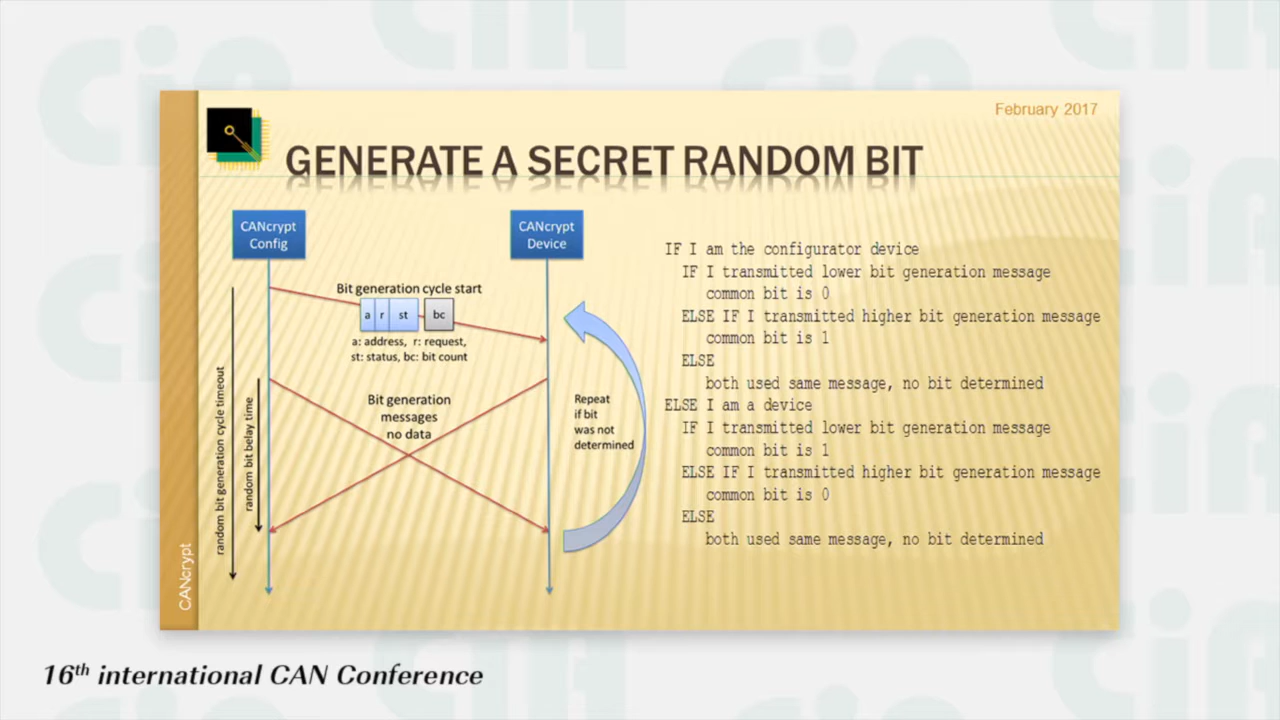 February 2017
GENERATE A SECRET RANDOM BIT
CANcrypt
Config
CANcrypt
Device
Bit generation cycle start
a r st bc
a: address, r: request,
st: status, bc: bit count
Bit generation
messages
no data
Repeat
if bit
was not
determined
random bit generation cycle timeout
random bit belay time
IF I am the configurator device
IF I transmitted lower bit generation message
common bit is 0
ELSE IF I transmitted higher bit generation message
common bit is 1
ELSE
both used same message, no bit determined
ELSE I am a device
IF I transmitted lower bit generation message
common bit is 1
ELSE IF I transmitted higher bit generation message
common bit is 0
ELSE
both used same message, no bit determined
CANcrypt
16th international CAN Conference